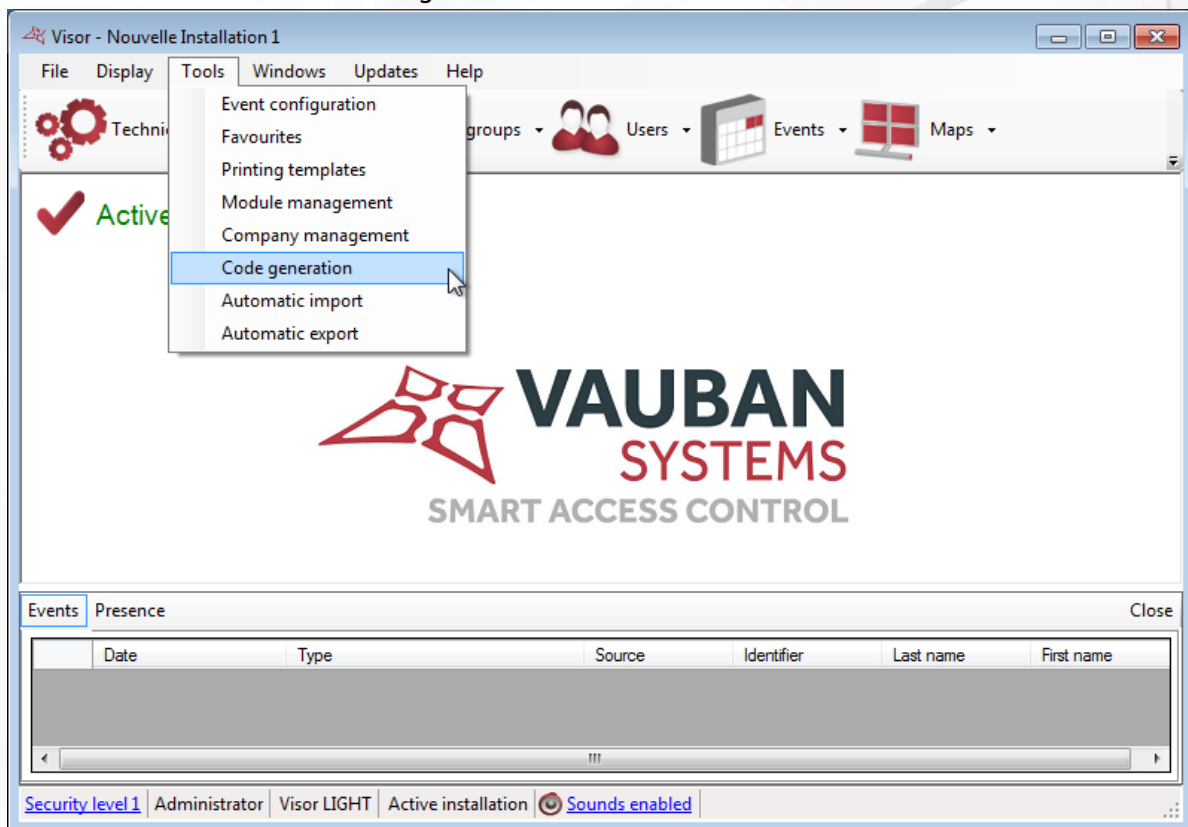 Visor - Nouvelle Installation 1
File Display Tools Windows Updates Help
Event configuration
Favourites
Printing templates
Module management
Company management
Code generation
Automatic import
Automatic export
groups Users Events Maps
Active
VAUBAN
SYSTEMS
SMART ACCESS CONTROL
Events Presence Close
Date Type Source Identifier Last name First name
Security level 1 Administrator Visor LIGHT Active installation Sounds enabled